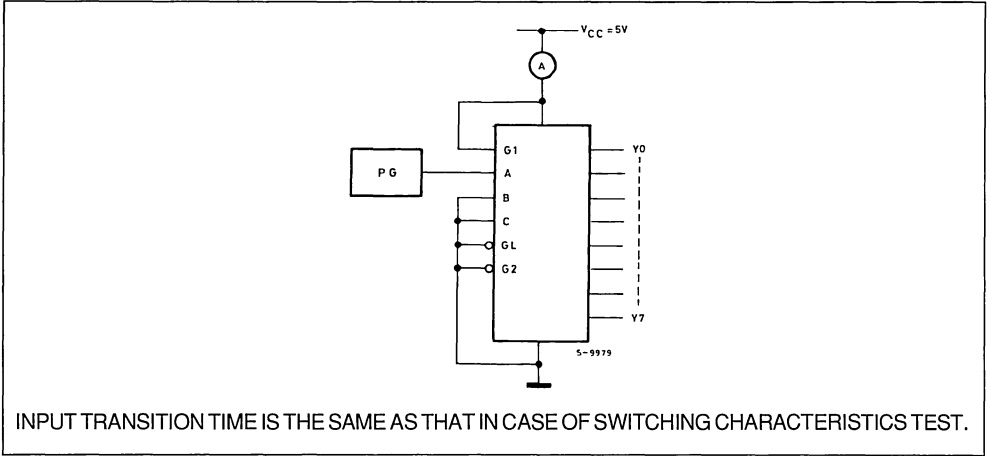 V CC = 5V
A
G1
Y0
PG
A
B
C
GL
G2
Y7
S-9979
INPUT TRANSITION TIME IS THE SAME AS THAT IN CASE OF SWITCHING CHARACTERISTICS TEST.